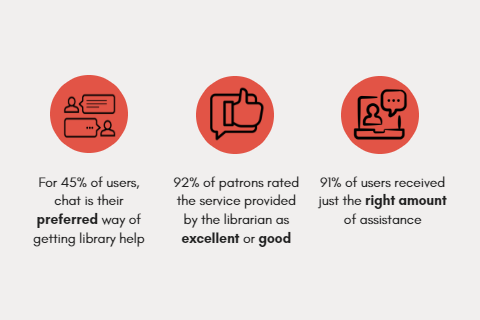 For 45% of users,
chat is their
preferred way of
getting library help
92% of patrons rated
the service provided
by the librarian as
excellent or good
91% of users received
just the right amount
of assistance